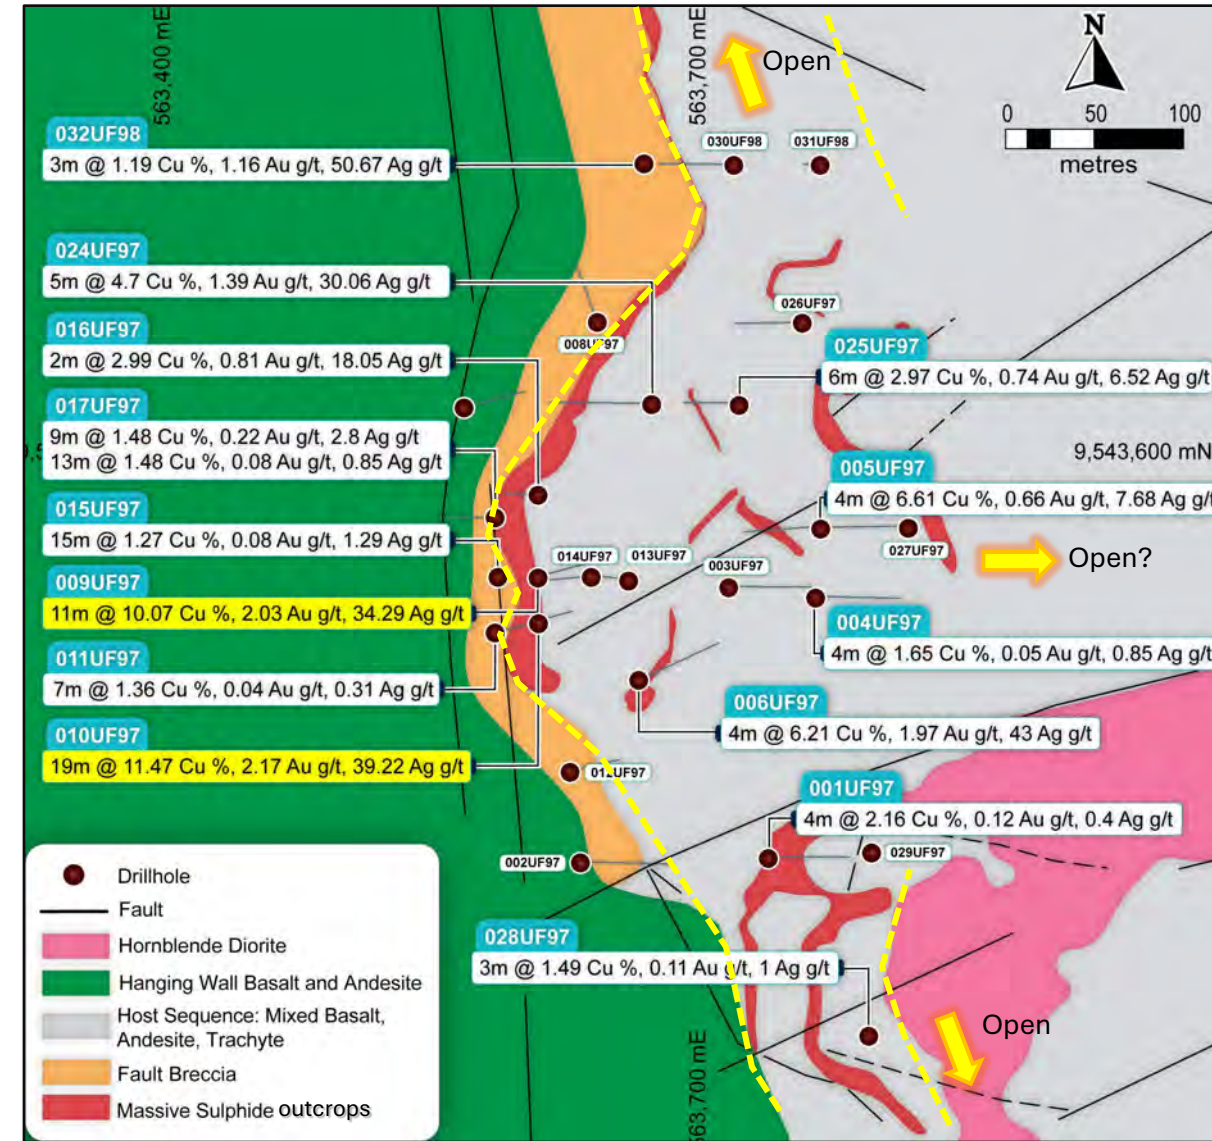 563,400 mE
563,700 mE
Open
N
0 50 100
metres
032UF98
3m @ 1.19 Cu %, 1.16 Au g/t, 50.67 Ag g/t
030UF98
031UF98
024UF97
5m @ 4.7 Cu %, 1.39 Au g/t, 30.06 Ag g/t
026UF97
016UF97
2m @ 2.99 Cu %, 0.81 Au g/t, 18.05 Ag g/t
008UF97
025UF97
6m @ 2.97 Cu %, 0.74 Au g/t, 6.52 Ag g/t
017UF97
9m @ 1.48 Cu %, 0.22 Au g/t, 2.8 Ag g/t
13m @ 1.48 Cu %, 0.08 Au g/t, 0.85 Ag g/t
9,543,600 mN
005UF97
4m @ 6.61 Cu %, 0.66 Au g/t, 7.68 Ag g/t
015UF97
15m @ 1.27 Cu %, 0.08 Au g/t, 1.29 Ag g/t
027UF97
014UF97
013UF97
003UF97
Open?
009UF97
11m @ 10.07 Cu %, 2.03 Au g/t, 34.29 Ag g/t
004UF97
4m @ 1.65 Cu %, 0.05 Au g/t, 0.85 Ag g/t
011UF97
7m @ 1.36 Cu %, 0.04 Au g/t, 0.31 Ag g/t
006UF97
4m @ 6.21 Cu %, 1.97 Au g/t, 43 Ag g/t
010UF97
19m @ 11.47 Cu %, 2.17 Au g/t, 39.22 Ag g/t
012UF97
001UF97
4m @ 2.16 Cu %, 0.12 Au g/t, 0.4 Ag g/t
002UF97
029UF97
028UF97
3m @ 1.49 Cu %, 0.11 Au g/t, 1 Ag g/t
Open
563,700 mE
Drillhole
Fault
Hornblende Diorite
Hanging Wall Basalt and Andesite
Host Sequence: Mixed Basalt,
Andesite, Trachyte
Fault Breccia
Massive Sulphide outcrops